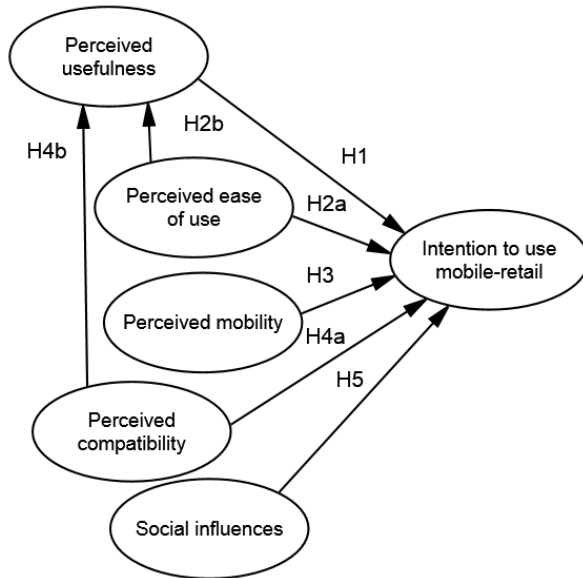 Perceived
usefulness
H2b
H4b
H1
Perceived ease
of use
H2a
Intention to use
mobile-retail
H3
Perceived mobility
H4a
H5
Perceived
compatibility
Social influences